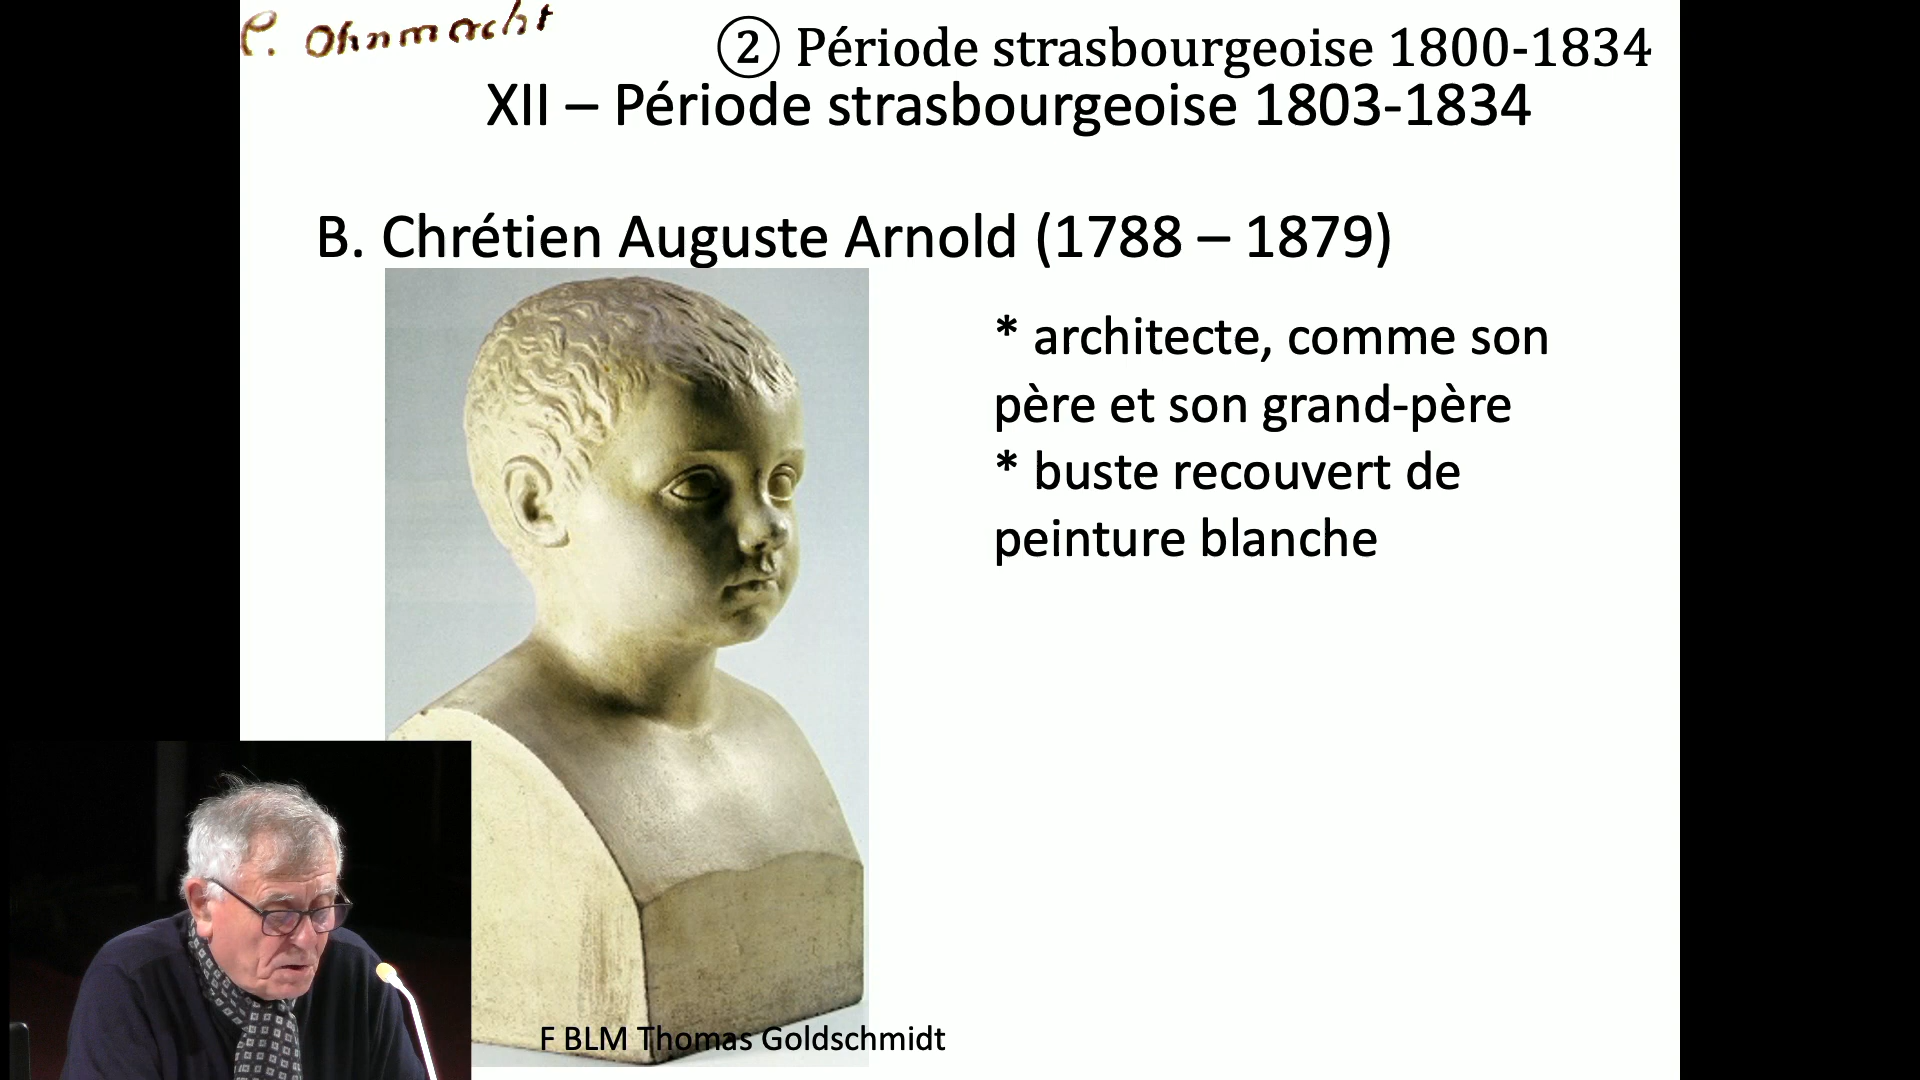 C. Ohnmacht
② Période strasbourgeoise 1800-1834
XII – Période strasbourgeoise 1803-1834
B. Chrétien Auguste Arnold (1788 – 1879)
* architecte, comme son
père et son grand-père
* buste recouvert de
peinture blanche
F BLM Thomas Goldschmidt